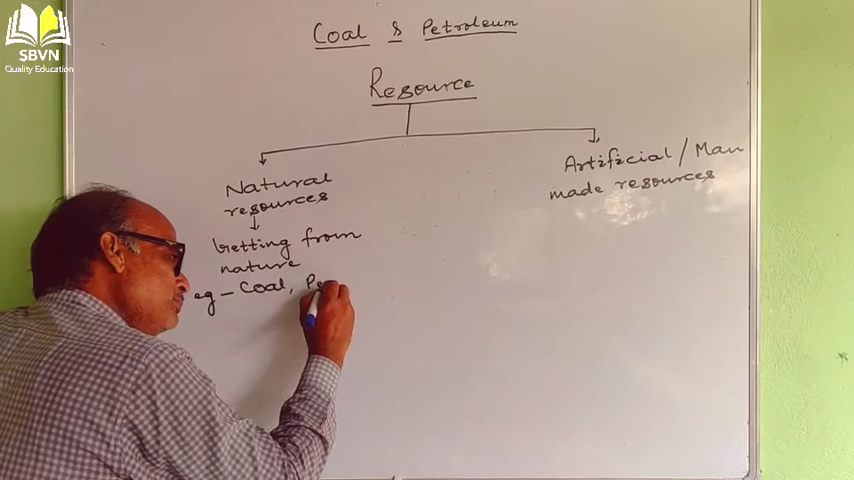 SBVN
Quality Education
Coal & Petroleum
Resource
Natural
resources
Artificial / Man
made resources
Getting from
nature
eg - Coal, Pe